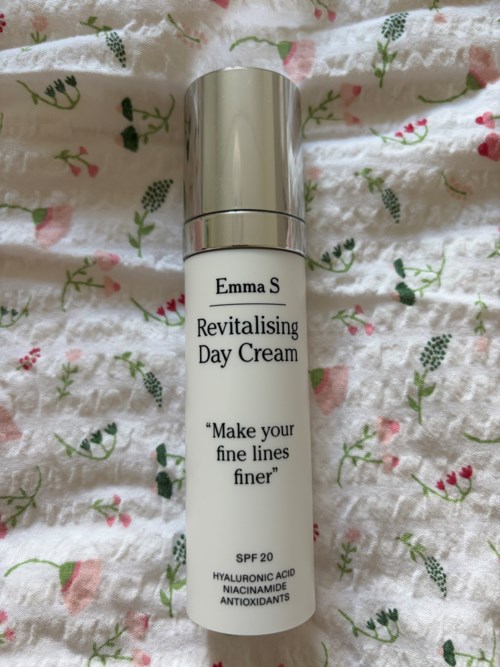 Emma S
Revitalising
Day Cream
“Make your
fine lines
finer”
SPF 20
HYALURONIC ACID
NIACINAMIDE
ANTIOXIDANTS